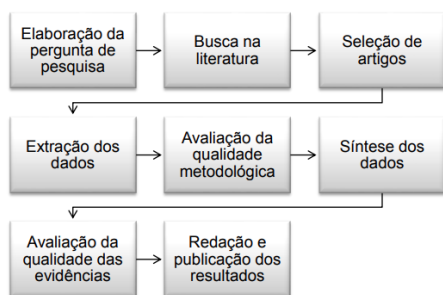 Elaboração da
pergunta de
pesquisa
Busca na
literatura
Seleção de
artigos
Extração dos
dados
Avaliação da
qualidade
metodológica
Síntese dos
dados
Avaliação da
qualidade das
evidências
Redação e
publicação dos
resultados